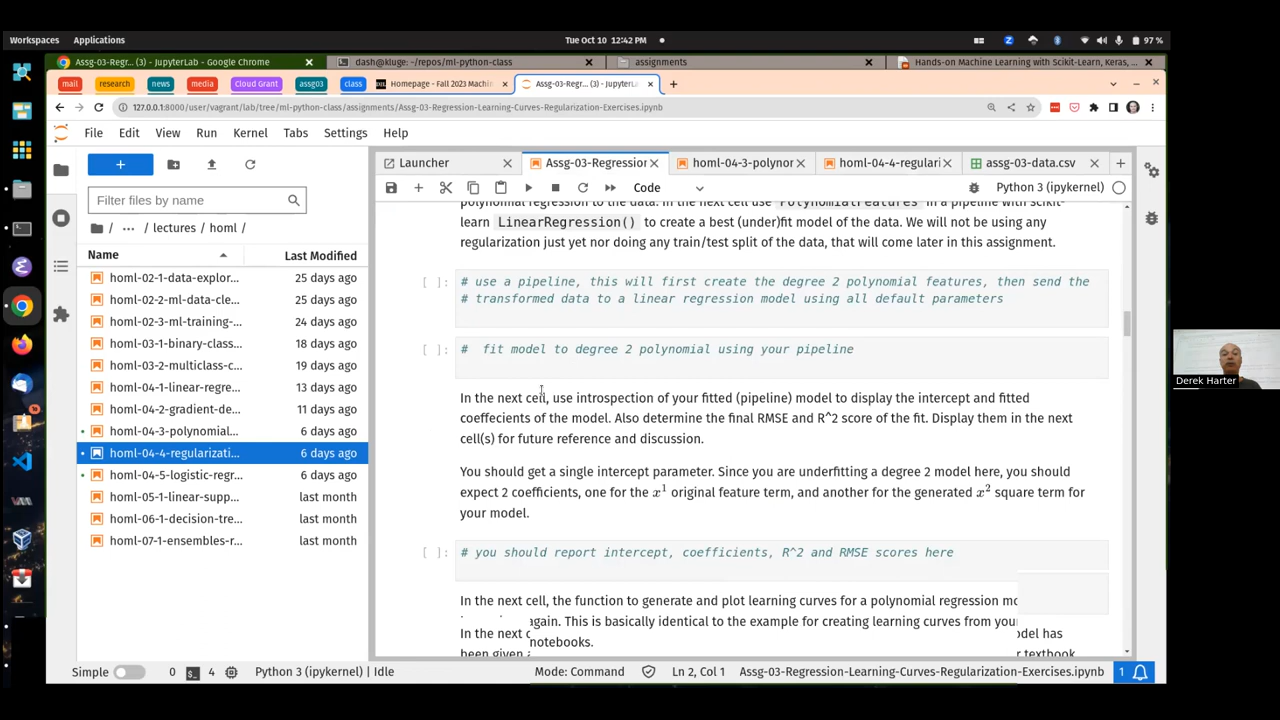 Workspaces Applications Tue Oct 10 12:42 PM 97 %
Assg-03-Regr... (3) - JupyterLab - Google Chrome dash@kluge: ~/repos/ml-python-class assignments Hands-on Machine Learning with Scikit-Learn, Keras, ...
mail research news media Cloud Grant assg03 class Homepage - Fall 2023 Machin Assg-03-Regr... (3) - JupyterLa
127.0.0.1:8000/user/vagrant/lab/tree/ml-python-class/assignments/Assg-03-Regression-Learning-Curves-Regularization-Exercises.ipynb
File Edit View Run Kernel Tabs Settings Help
Launcher Assg-03-Regression homl-04-3-polynor homl-04-4-regulari assg-03-data.csv
Code Python 3 (ipykernel)
Filter files by name
/ ... / lectures / homl /
Name Last Modified
homl-02-1-data-explor... 25 days ago
homl-02-2-ml-data-cle... 25 days ago
homl-02-3-ml-training-... 24 days ago
homl-03-1-binary-class... 18 days ago
homl-03-2-multiclass-c... 19 days ago
homl-04-1-linear-regre... 13 days ago
homl-04-2-gradient-de... 11 days ago
homl-04-3-polynomial... 6 days ago
homl-04-4-regularizati... 6 days ago
homl-04-5-logistic-regr... 6 days ago
homl-05-1-linear-supp... last month
homl-06-1-decision-tre... last month
homl-07-1-ensembles-r... last month
polynomial regression to the data. In the next cell use PolynomialFeatures in a pipeline with scikit-
learn LinearRegression() to create a best (under)fit model of the data. We will not be using any
regularization just yet nor doing any train/test split of the data, that will come later in this assignment.
[ ]: # use a pipeline, this will first create the degree 2 polynomial features, then send the
# transformed data to a linear regression model using all default parameters
[ ]: # fit model to degree 2 polynomial using your pipeline
In the next cell, use introspection of your fitted (pipeline) model to display the intercept and fitted
coeffecients of the model. Also determine the final RMSE and R^2 score of the fit. Display them in the next
cell(s) for future reference and discussion.
You should get a single intercept parameter. Since you are underfitting a degree 2 model here, you should
expect 2 coefficients, one for the x¹ original feature term, and another for the generated x² square term for
your model.
[ ]: # you should report intercept, coefficients, R^2 and RMSE scores here
In the next cell, the function to generate and plot learning curves for a polynomial regression mo
again. This is basically identical to the example for creating learning curves from your
In the next c notebooks. odel has
been given r textbook
Derek Harter
Simple 0 4 Python 3 (ipykernel) | Idle Mode: Command Ln 2, Col 1 Assg-03-Regression-Learning-Curves-Regularization-Exercises.ipynb 1